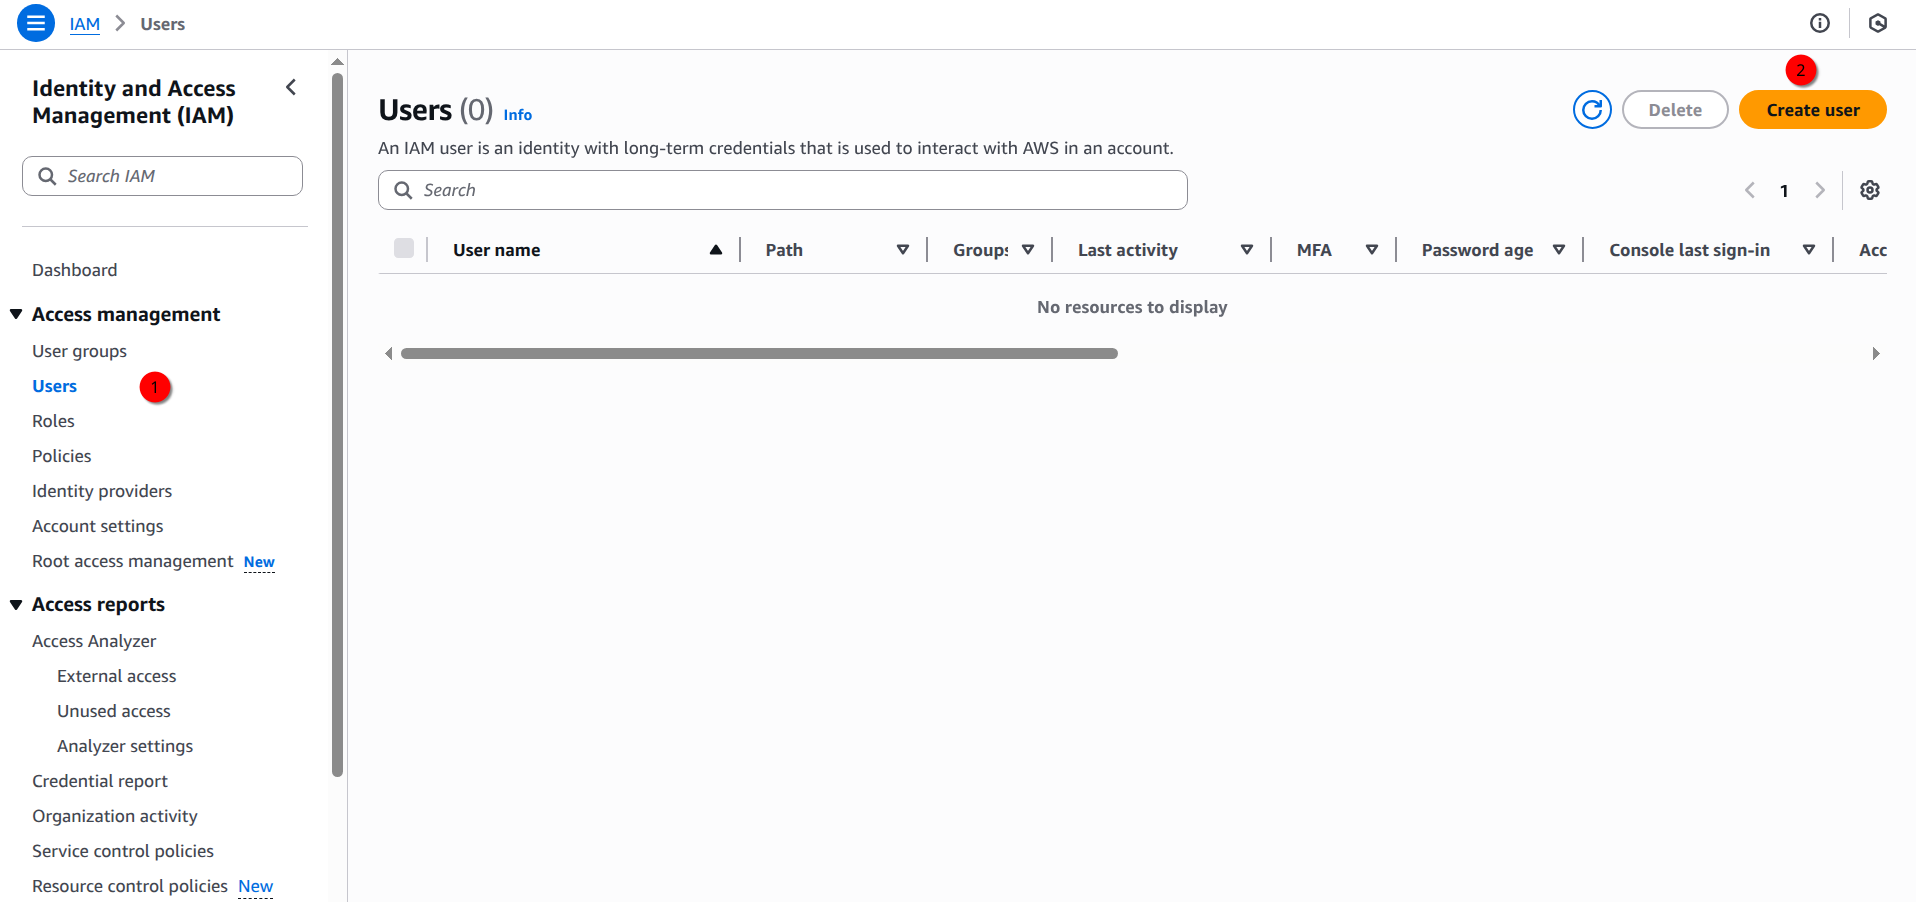 IAM > Users
Identity and Access
Management (IAM)
Search IAM
Dashboard
Access management
User groups
Users 1
Roles
Policies
Identity providers
Account settings
Root access management New
Access reports
Access Analyzer
External access
Unused access
Analyzer settings
Credential report
Organization activity
Service control policies
Resource control policies New
2
Users (0) Info
Delete
Create user
An IAM user is an identity with long-term credentials that is used to interact with AWS in an account.
Search
1
User name Path Groups Last activity MFA Password age Console last sign-in Acc
No resources to display